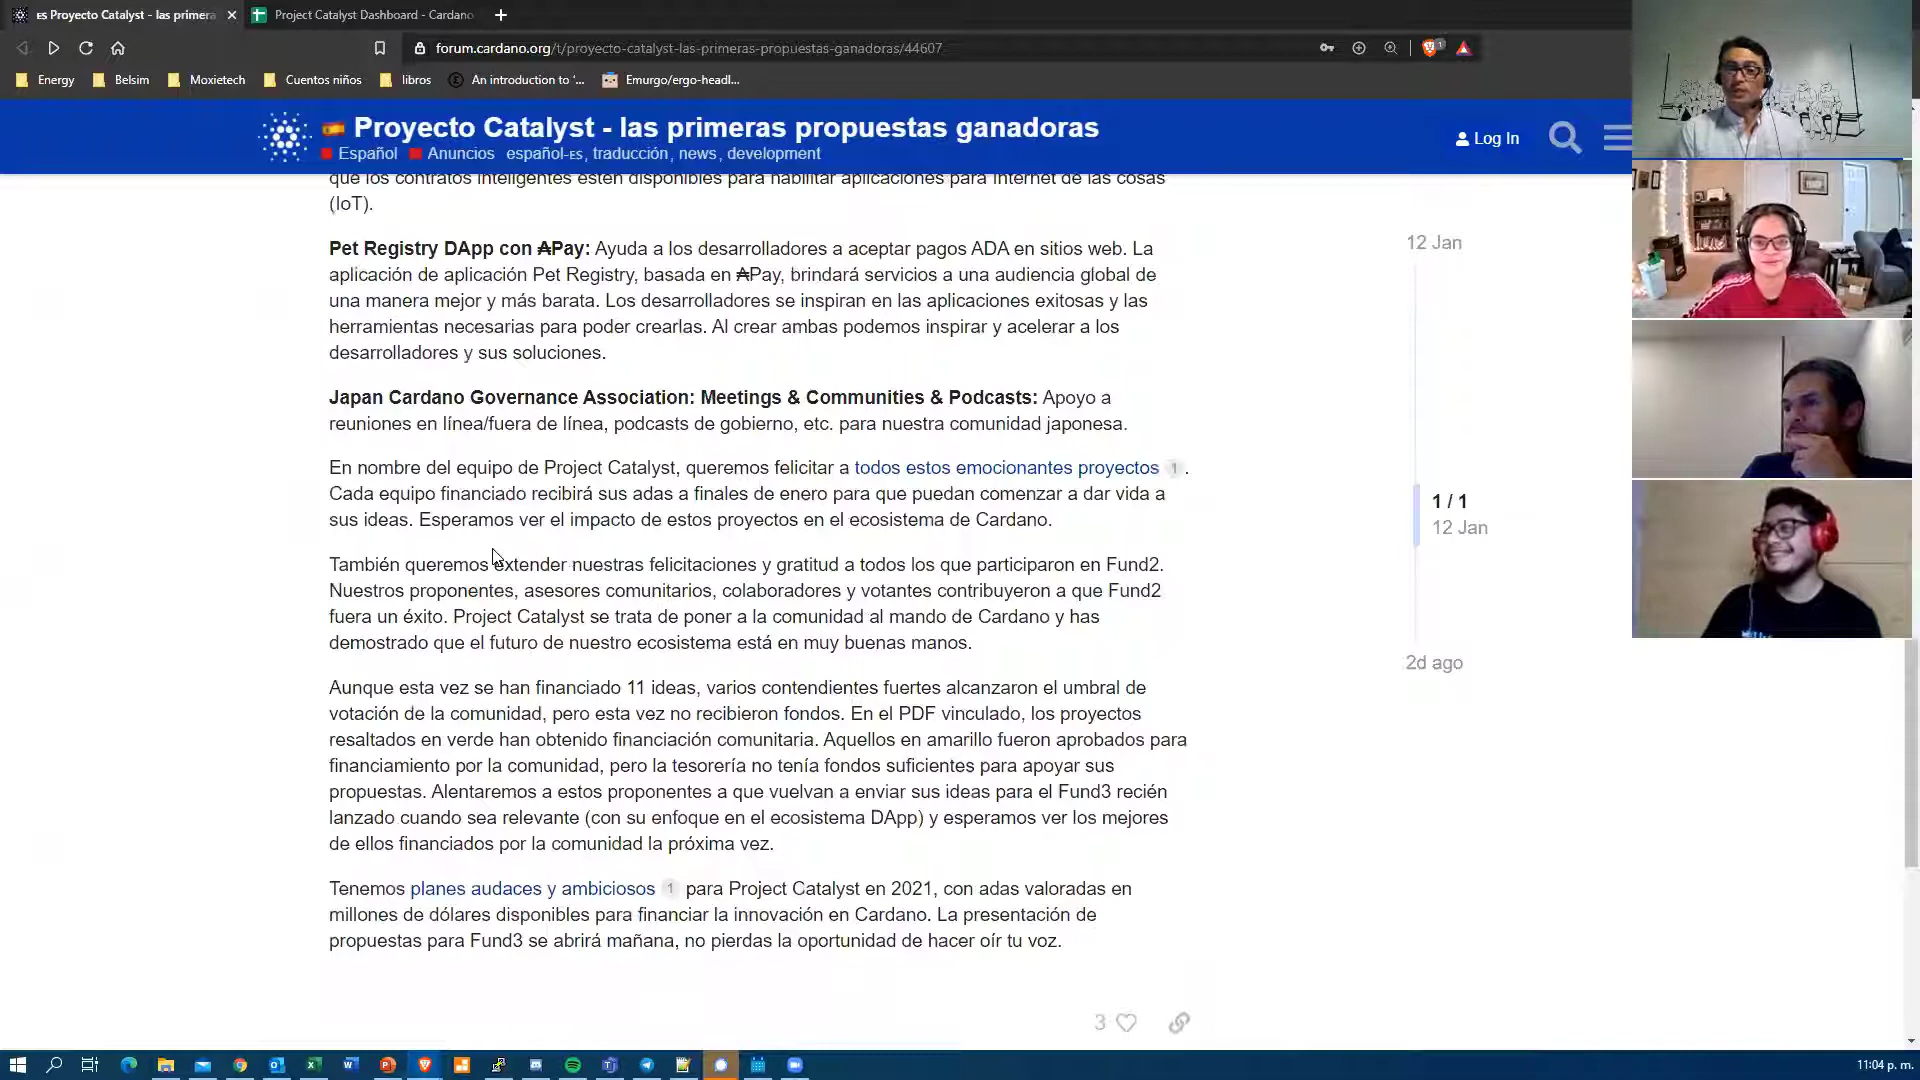 ES Proyecto Catalyst - las primera
Project Catalyst Dashboard - Cardano
forum.cardano.org/t/proyecto-catalyst-las-primeras-propuestas-ganadoras/44607
1
Energy
Belsim
Moxietech
Cuentos niños
libros
An introduction to '...
Emurgo/ergo-headl...
Proyecto Catalyst - las primeras propuestas ganadoras
Español Anuncios español-ES, traducción, news, development
Log In
que los contratos inteligentes estén disponibles para habilitar aplicaciones para Internet de las cosas
(IoT).
Pet Registry DApp con ₳Pay: Ayuda a los desarrolladores a aceptar pagos ADA en sitios web. La
aplicación de aplicación Pet Registry, basada en ₳Pay, brindará servicios a una audiencia global de
una manera mejor y más barata. Los desarrolladores se inspiran en las aplicaciones exitosas y las
herramientas necesarias para poder crearlas. Al crear ambas podemos inspirar y acelerar a los
desarrolladores y sus soluciones.
Japan Cardano Governance Association: Meetings & Communities & Podcasts: Apoyo a
reuniones en línea/fuera de línea, podcasts de gobierno, etc. para nuestra comunidad japonesa.
En nombre del equipo de Project Catalyst, queremos felicitar a todos estos emocionantes proyectos 1 .
Cada equipo financiado recibirá sus adas a finales de enero para que puedan comenzar a dar vida a
sus ideas. Esperamos ver el impacto de estos proyectos en el ecosistema de Cardano.
También queremos extender nuestras felicitaciones y gratitud a todos los que participaron en Fund2.
Nuestros proponentes, asesores comunitarios, colaboradores y votantes contribuyeron a que Fund2
fuera un éxito. Project Catalyst se trata de poner a la comunidad al mando de Cardano y has
demostrado que el futuro de nuestro ecosistema está en muy buenas manos.
Aunque esta vez se han financiado 11 ideas, varios contendientes fuertes alcanzaron el umbral de
votación de la comunidad, pero esta vez no recibieron fondos. En el PDF vinculado, los proyectos
resaltados en verde han obtenido financiación comunitaria. Aquellos en amarillo fueron aprobados para
financiamiento por la comunidad, pero la tesorería no tenía fondos suficientes para apoyar sus
propuestas. Alentaremos a estos proponentes a que vuelvan a enviar sus ideas para el Fund3 recién
lanzado cuando sea relevante (con su enfoque en el ecosistema DApp) y esperamos ver los mejores
de ellos financiados por la comunidad la próxima vez.
Tenemos planes audaces y ambiciosos 1 para Project Catalyst en 2021, con adas valoradas en
millones de dólares disponibles para financiar la innovación en Cardano. La presentación de
propuestas para Fund3 se abrirá mañana, no pierdas la oportunidad de hacer oír tu voz.
3
12 Jan
1 / 1
12 Jan
2d ago
11:04 p. m.